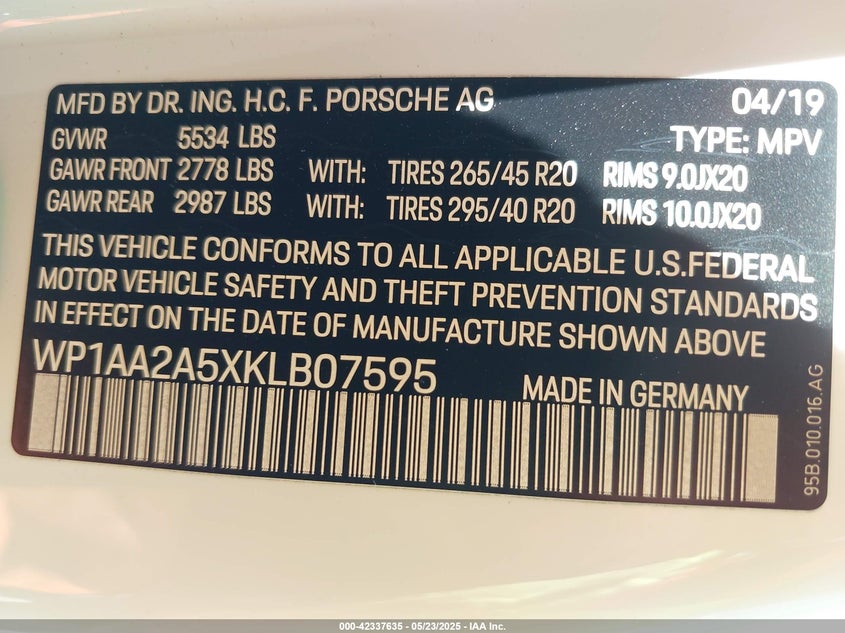 MFD BY DR. ING. H.C. F. PORSCHE AG 04/19
GVWR 5534 LBS TYPE: MPV
GAWR FRONT 2778 LBS WITH: TIRES 265/45 R20 RIMS 9.0JX20
GAWR REAR 2987 LBS WITH: TIRES 295/40 R20 RIMS 10.0JX20
THIS VEHICLE CONFORMS TO ALL APPLICABLE U.S.FEDERAL
MOTOR VEHICLE SAFETY AND THEFT PREVENTION STANDARDS
IN EFFECT ON THE DATE OF MANUFACTURE SHOWN ABOVE
WP1AA2A5XKLB07595 MADE IN GERMANY
95B.010.016.AG
000-42337635 - 05/23/2025 - IAA Inc.